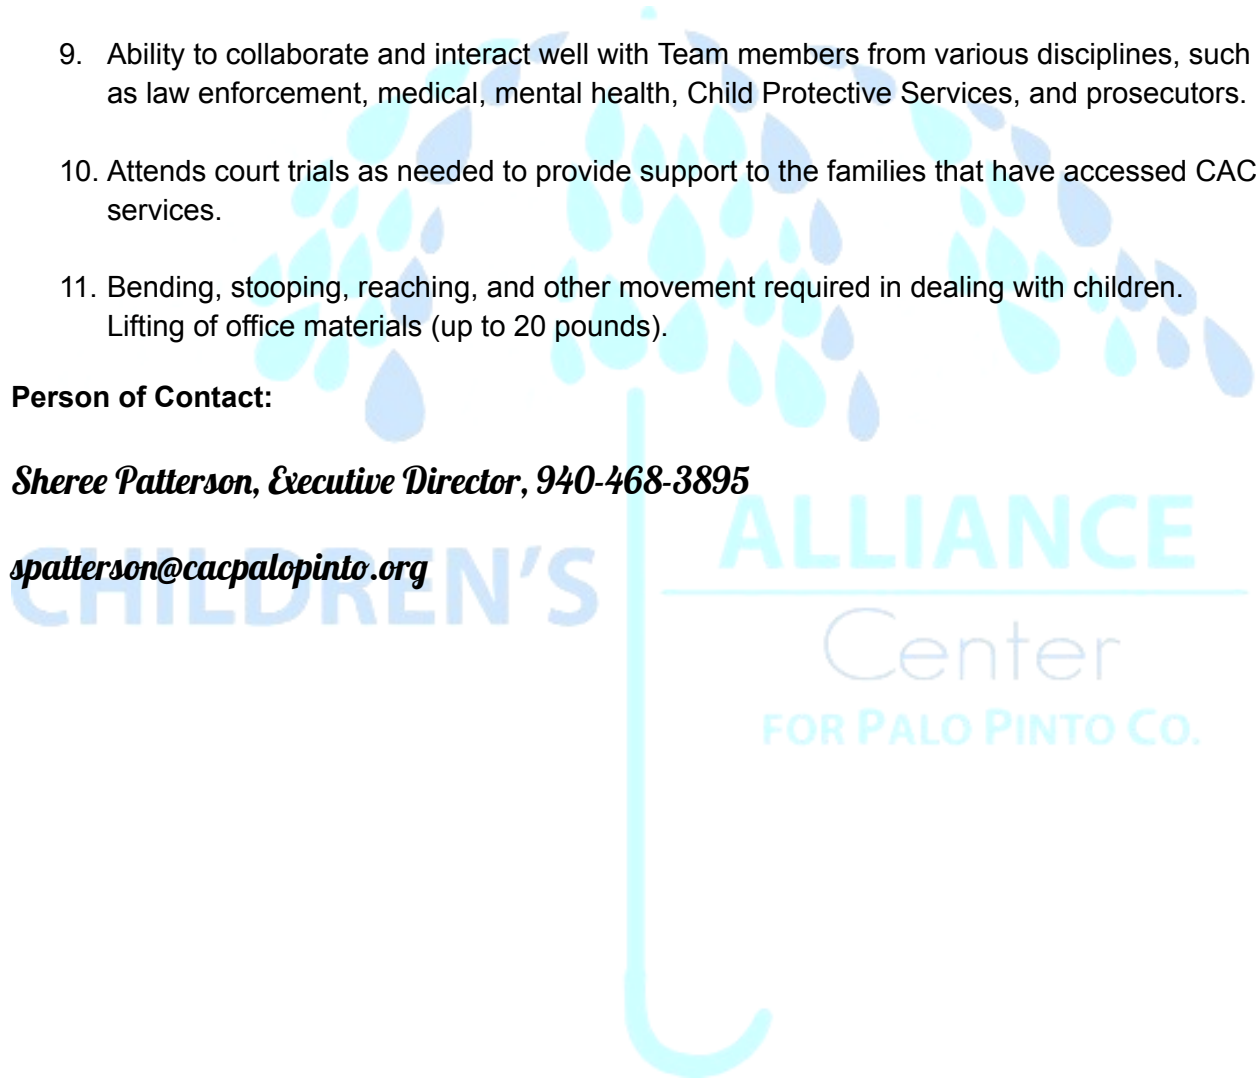 9. Ability to collaborate and interact well with Team members from various disciplines, such
as law enforcement, medical, mental health, Child Protective Services, and prosecutors.
10. Attends court trials as needed to provide support to the families that have accessed CAC
services.
11. Bending, stooping, reaching, and other movement required in dealing with children.
Lifting of office materials (up to 20 pounds).
Person of Contact:
Sheree Patterson, Executive Director, 940-468-3895
spatterson@cacpalopinto.org
CHILDREN'S
ALLIANCE
Center
FOR PALO PINTO CO.